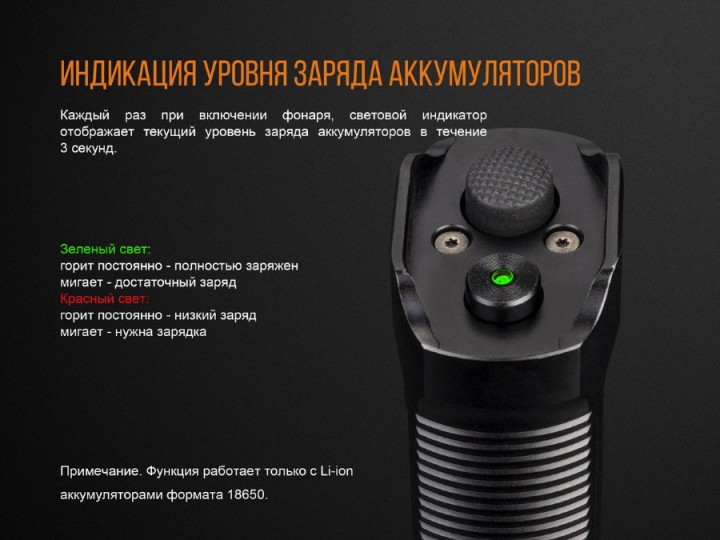 ИНДИКАЦИЯ УРОВНЯ ЗАРЯДА АККУМУЛЯТОРОВ
Каждый раз при включении фонаря, световой индикатор
отображает текущий уровень заряда аккумуляторов в течение
3 секунд.
Зеленый свет:
горит постоянно - полностью заряжен
мигает - достаточный заряд
Красный свет:
горит постоянно - низкий заряд
мигает - нужна зарядка
Примечание. Функция работает только с Li-ion
аккумуляторами формата 18650.